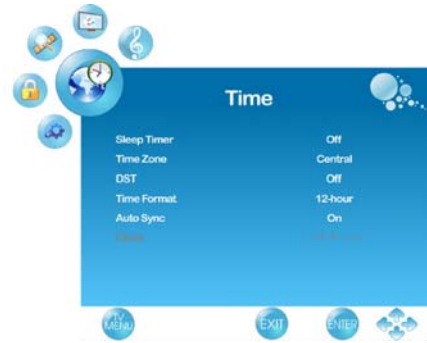 Time
Sleep Timer Off
Time Zone Central
DST Off
Time Format 12-hour
Auto Sync On
TV MENU EXIT ENTER